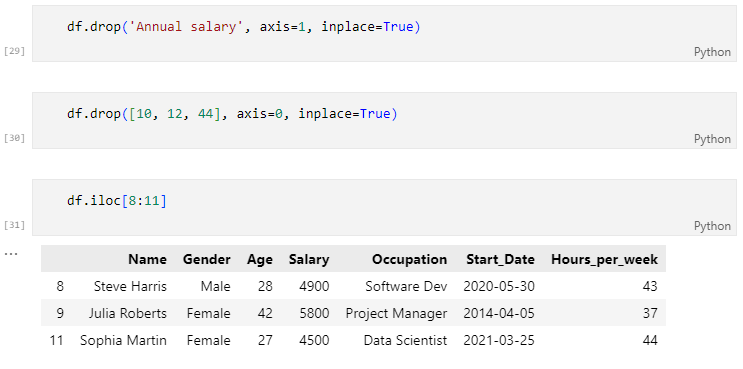 df.drop('Annual salary', axis=1, inplace=True)
[29]
Python
df.drop([10, 12, 44], axis=0, inplace=True)
[30]
Python
df.iloc[8:11]
[31]
Python
...
Name Gender Age Salary Occupation Start_Date Hours_per_week
8 Steve Harris Male 28 4900 Software Dev 2020-05-30 43
9 Julia Roberts Female 42 5800 Project Manager 2014-04-05 37
11 Sophia Martin Female 27 4500 Data Scientist 2021-03-25 44